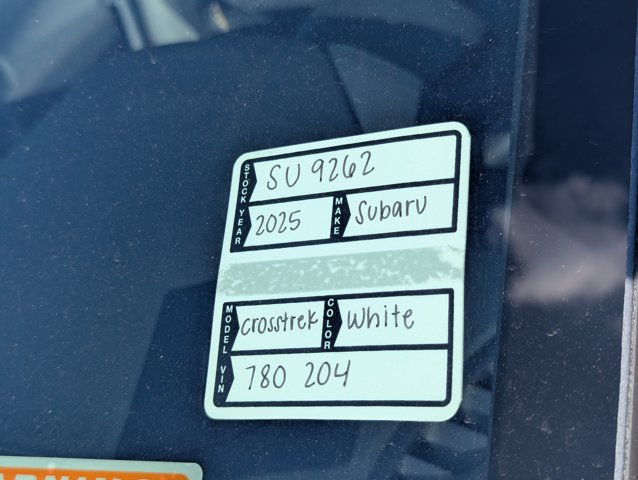 STOCK SU 9262
YEAR 2025 MAKE Subaru
MODEL crosstrek COLOR White
VIN 780 204